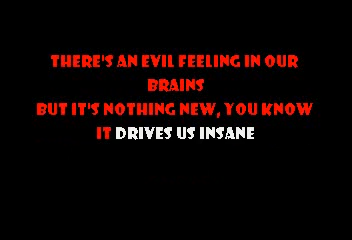 THERE'S AN EVIL FEELING IN OUR
BRAINS
BUT IT'S NOTHING NEW, YOU KNOW
IT DRIVES US INSANE